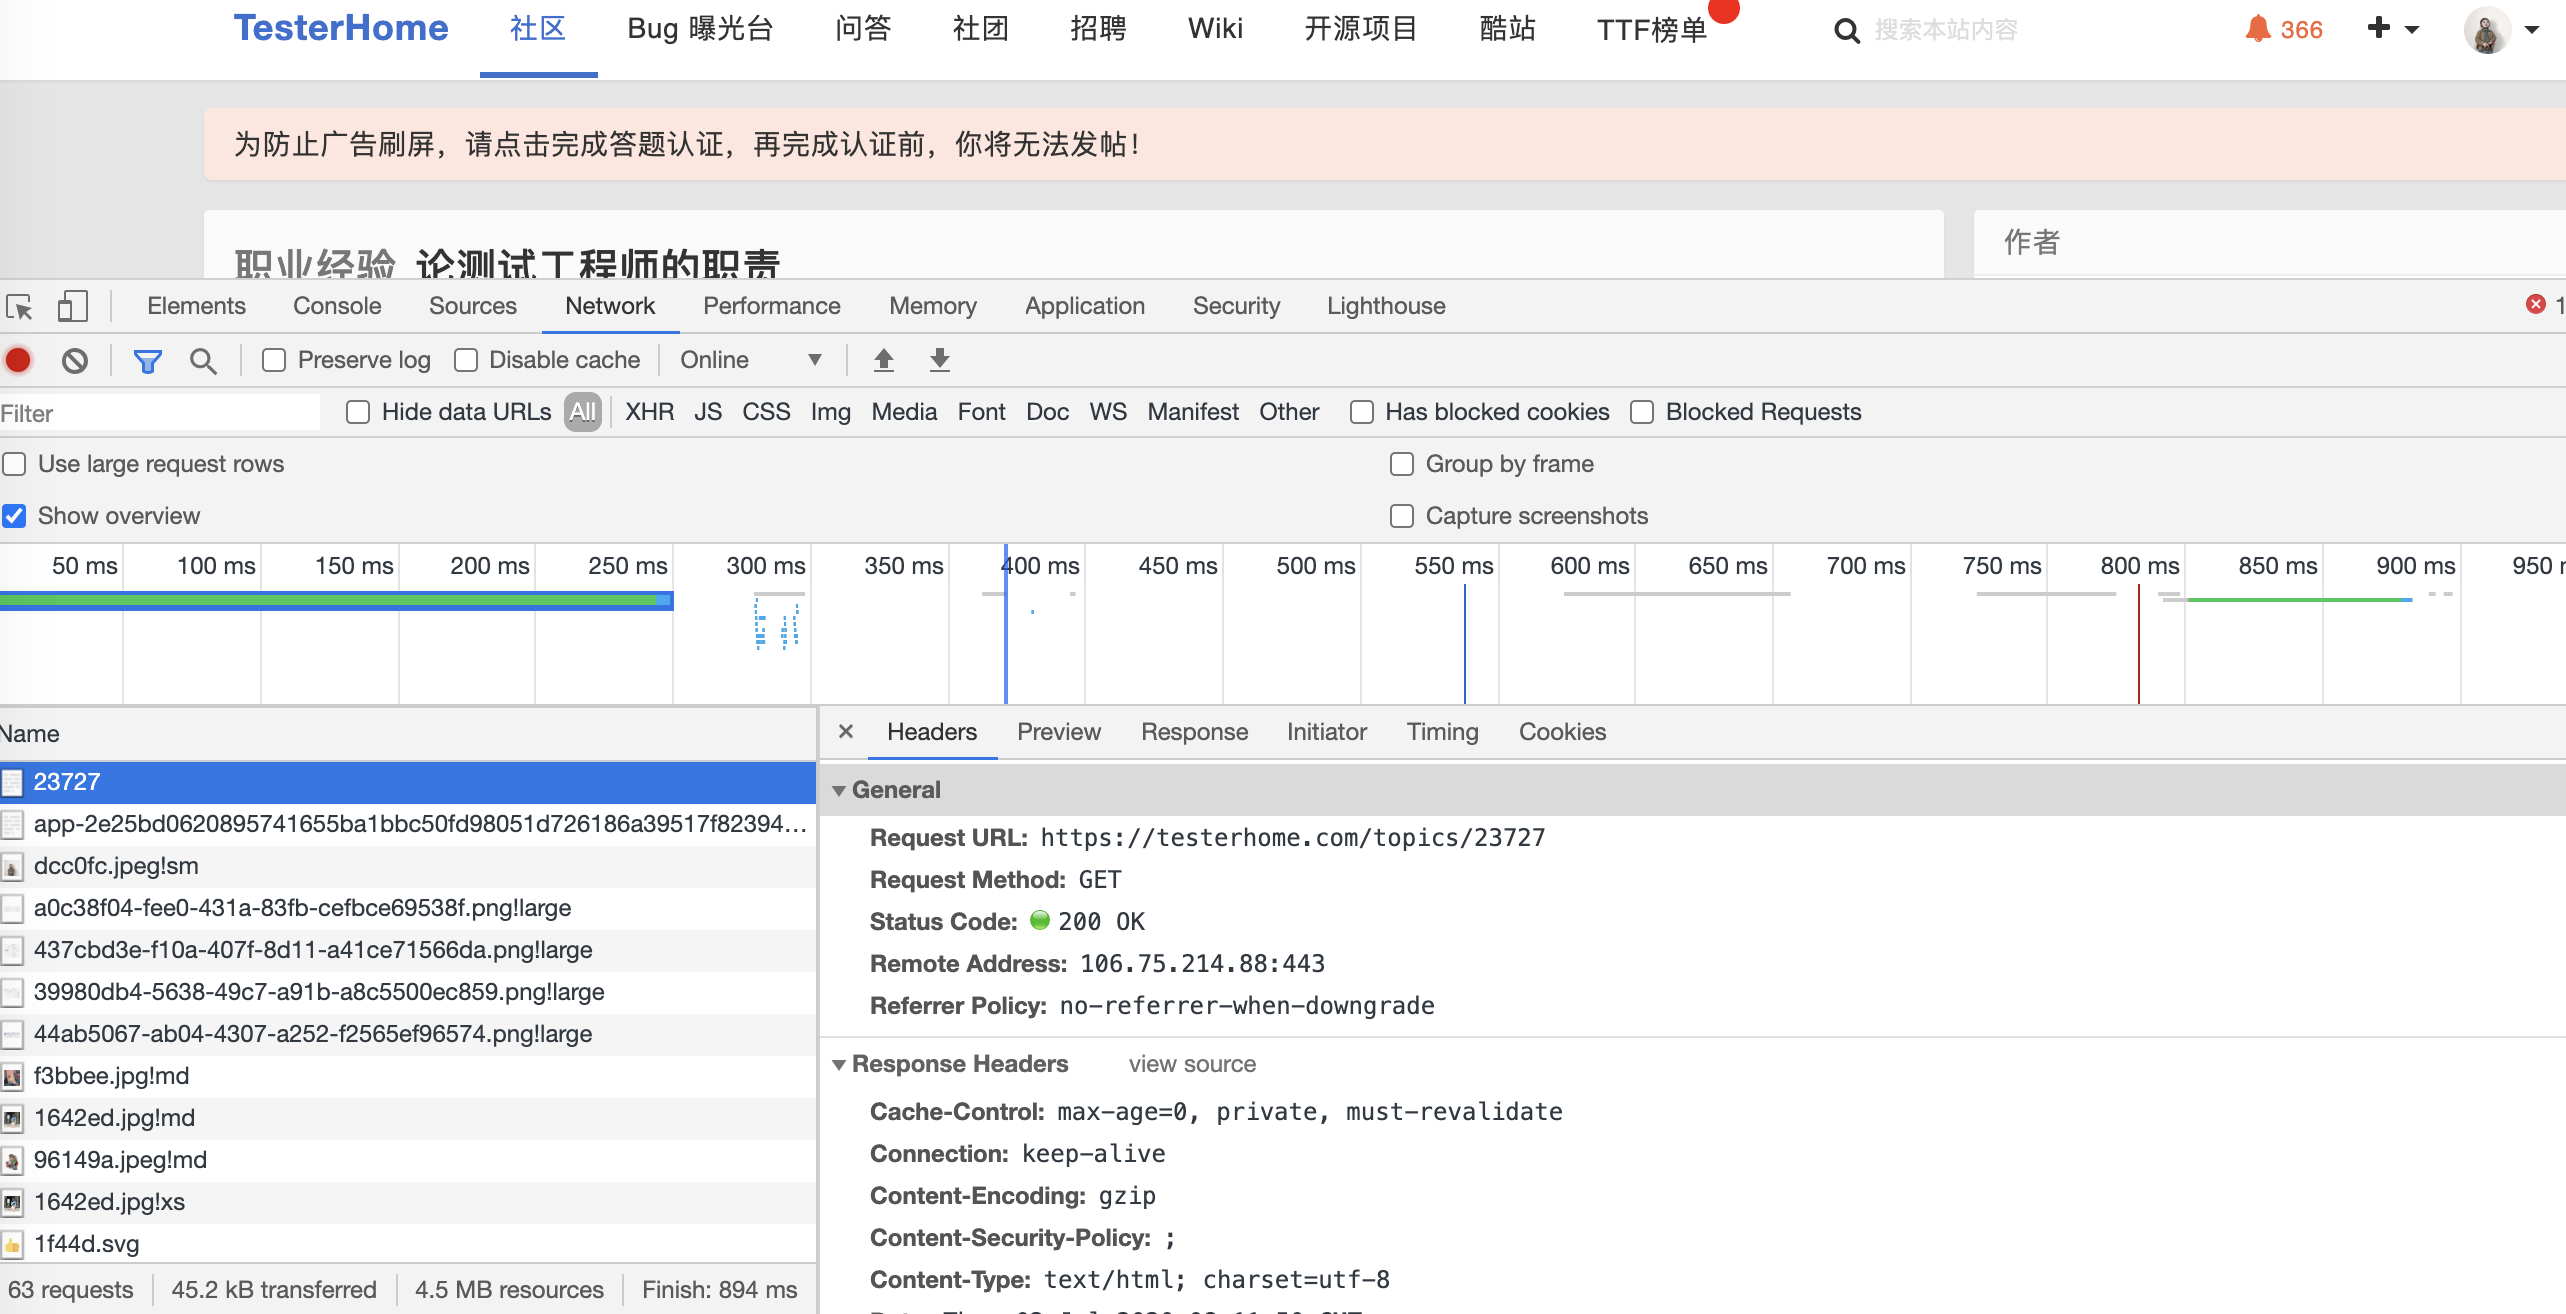 TesterHome 社区 Bug 曝光台 问答 社团 招聘 Wiki 开源项目 酷站 TTF榜单 搜索本站内容 366
为防止广告刷屏，请点击完成答题认证，再完成认证前，你将无法发帖！
职业经验 论测试工程师的职责
作者
Elements Console Sources Network Performance Memory Application Security Lighthouse 1
Preserve log Disable cache Online
Filter Hide data URLs All XHR JS CSS Img Media Font Doc WS Manifest Other Has blocked cookies Blocked Requests
Use large request rows Group by frame
Show overview Capture screenshots
50 ms 100 ms 150 ms 200 ms 250 ms 300 ms 350 ms 400 ms 450 ms 500 ms 550 ms 600 ms 650 ms 700 ms 750 ms 800 ms 850 ms 900 ms 950
Name
23727
app-2e25bd0620895741655ba1bbc50fd98051d726186a39517f82394...
dcc0fc.jpeg!sm
a0c38f04-fee0-431a-83fb-cefbce69538f.png!large
437cbd3e-f10a-407f-8d11-a41ce71566da.png!large
39980db4-5638-49c7-a91b-a8c5500ec859.png!large
44ab5067-ab04-4307-a252-f2565ef96574.png!large
f3bbee.jpg!md
1642ed.jpg!md
96149a.jpeg!md
1642ed.jpg!xs
1f44d.svg
63 requests 45.2 kB transferred 4.5 MB resources Finish: 894 ms
Headers Preview Response Initiator Timing Cookies
General
Request URL: https://testerhome.com/topics/23727
Request Method: GET
Status Code: 200 OK
Remote Address: 106.75.214.88:443
Referrer Policy: no-referrer-when-downgrade
Response Headers view source
Cache-Control: max-age=0, private, must-revalidate
Connection: keep-alive
Content-Encoding: gzip
Content-Security-Policy: ;
Content-Type: text/html; charset=utf-8